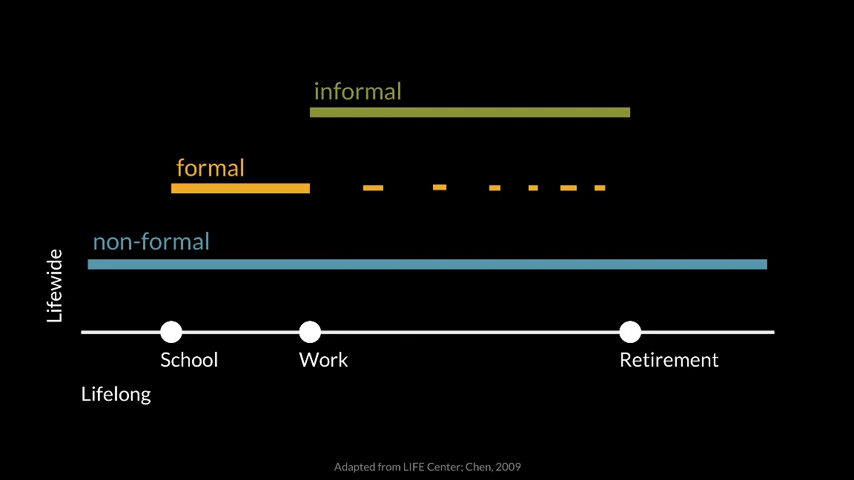 informal
formal
non-formal
Lifewide
School
Work
Retirement
Lifelong
Adapted from LIFE Center; Chen, 2009